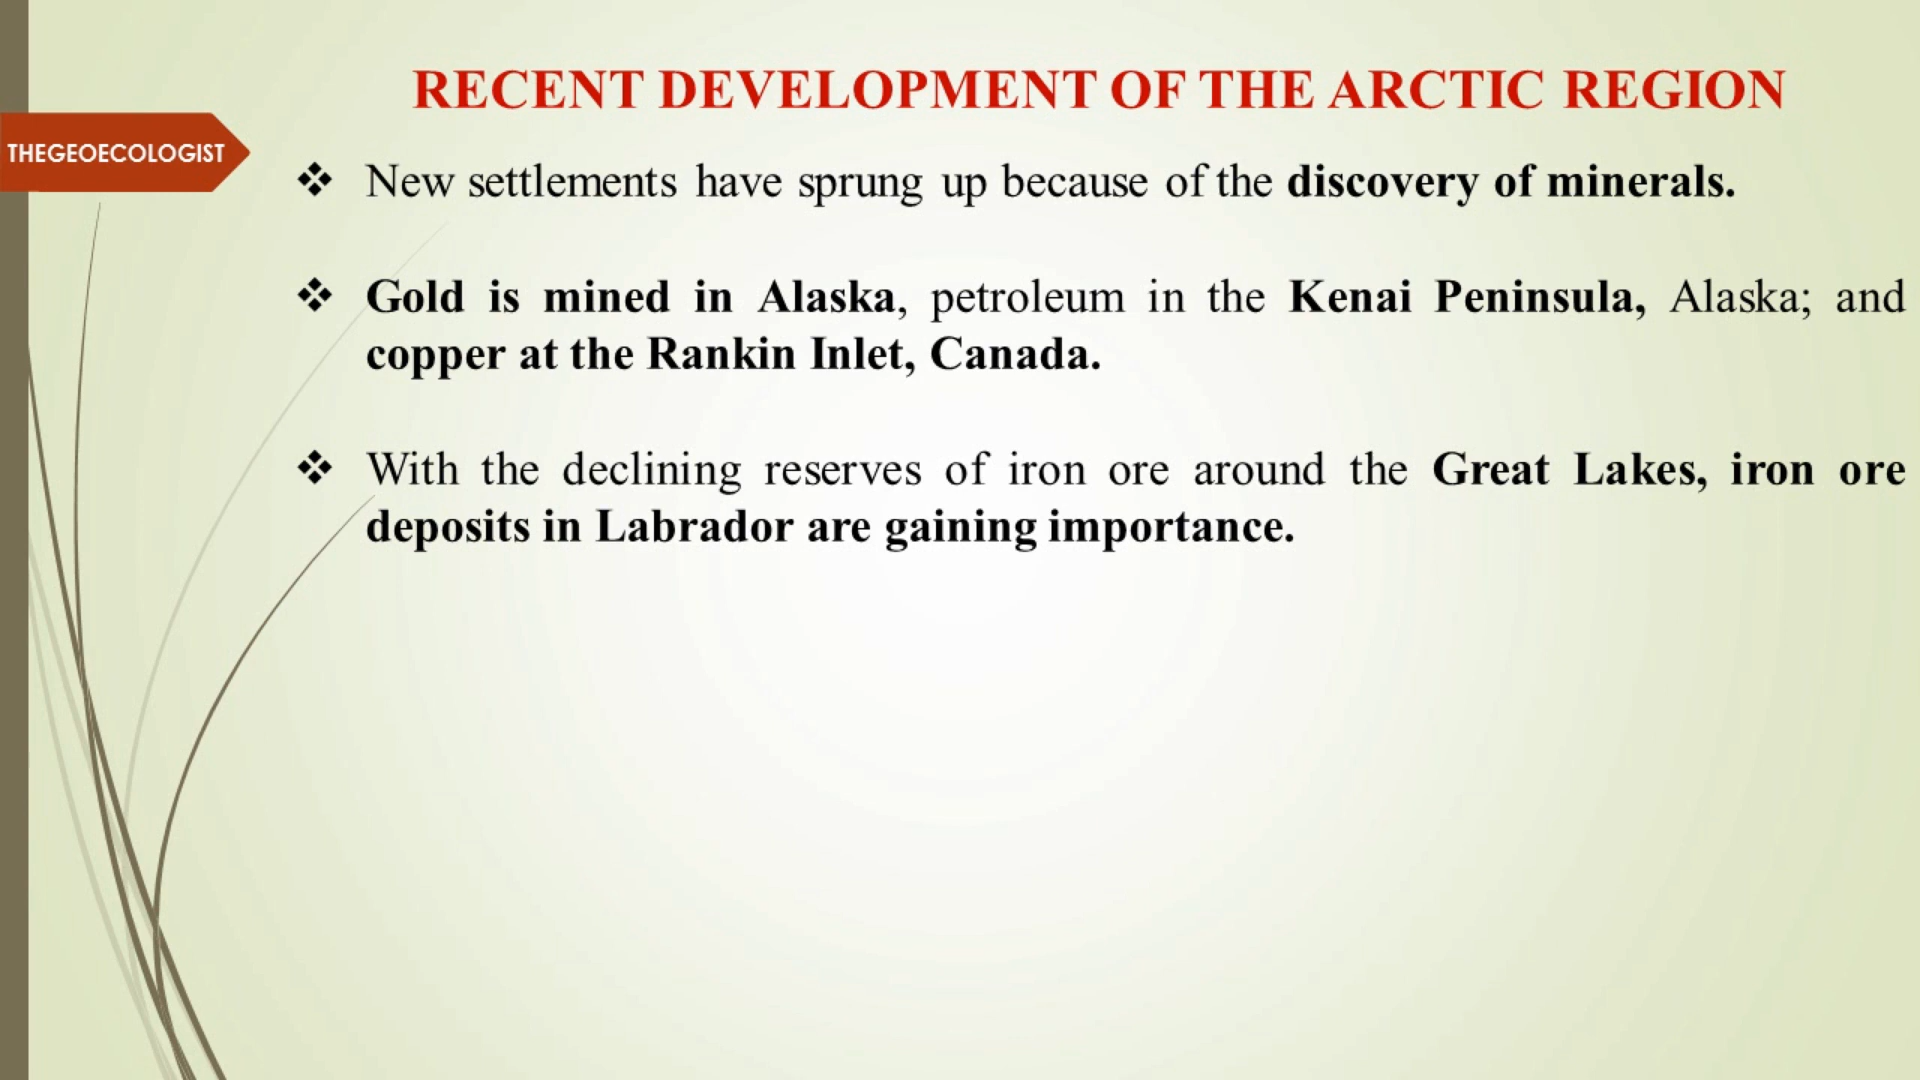 RECENT DEVELOPMENT OF THE ARCTIC REGION
THEGEOECOLOGIST
❖ New settlements have sprung up because of the discovery of minerals.
❖ Gold is mined in Alaska, petroleum in the Kenai Peninsula, Alaska; and
copper at the Rankin Inlet, Canada.
❖ With the declining reserves of iron ore around the Great Lakes, iron ore
deposits in Labrador are gaining importance.